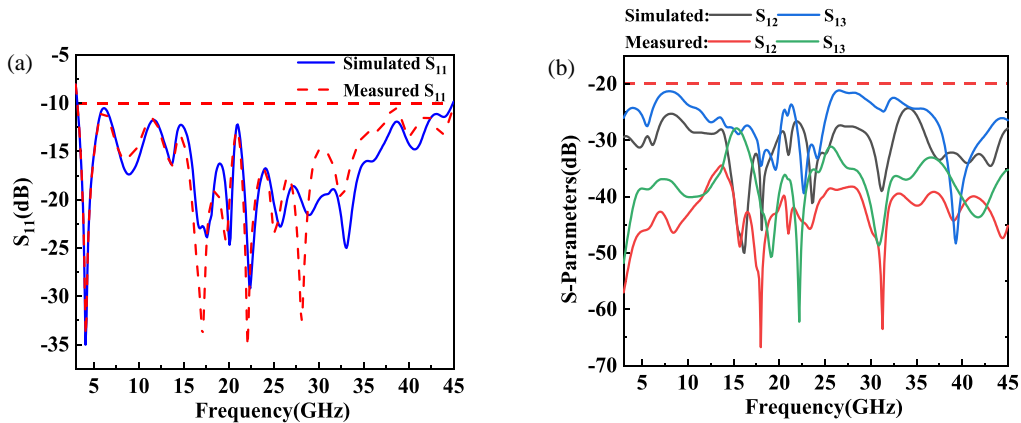 (a)
-5
-10
-15
-20
-25
-30
-35
S₁₁(dB)
Simulated S₁₁
Measured S₁₁
5 10 15 20 25 30 35 40 45
Frequency(GHz)
Simulated: S₁₂ S₁₃
Measured: S₁₂ S₁₃
(b)
-20
-30
-40
-50
-60
-70
S-Parameters(dB)
5 10 15 20 25 30 35 40 45
Frequency(GHz)